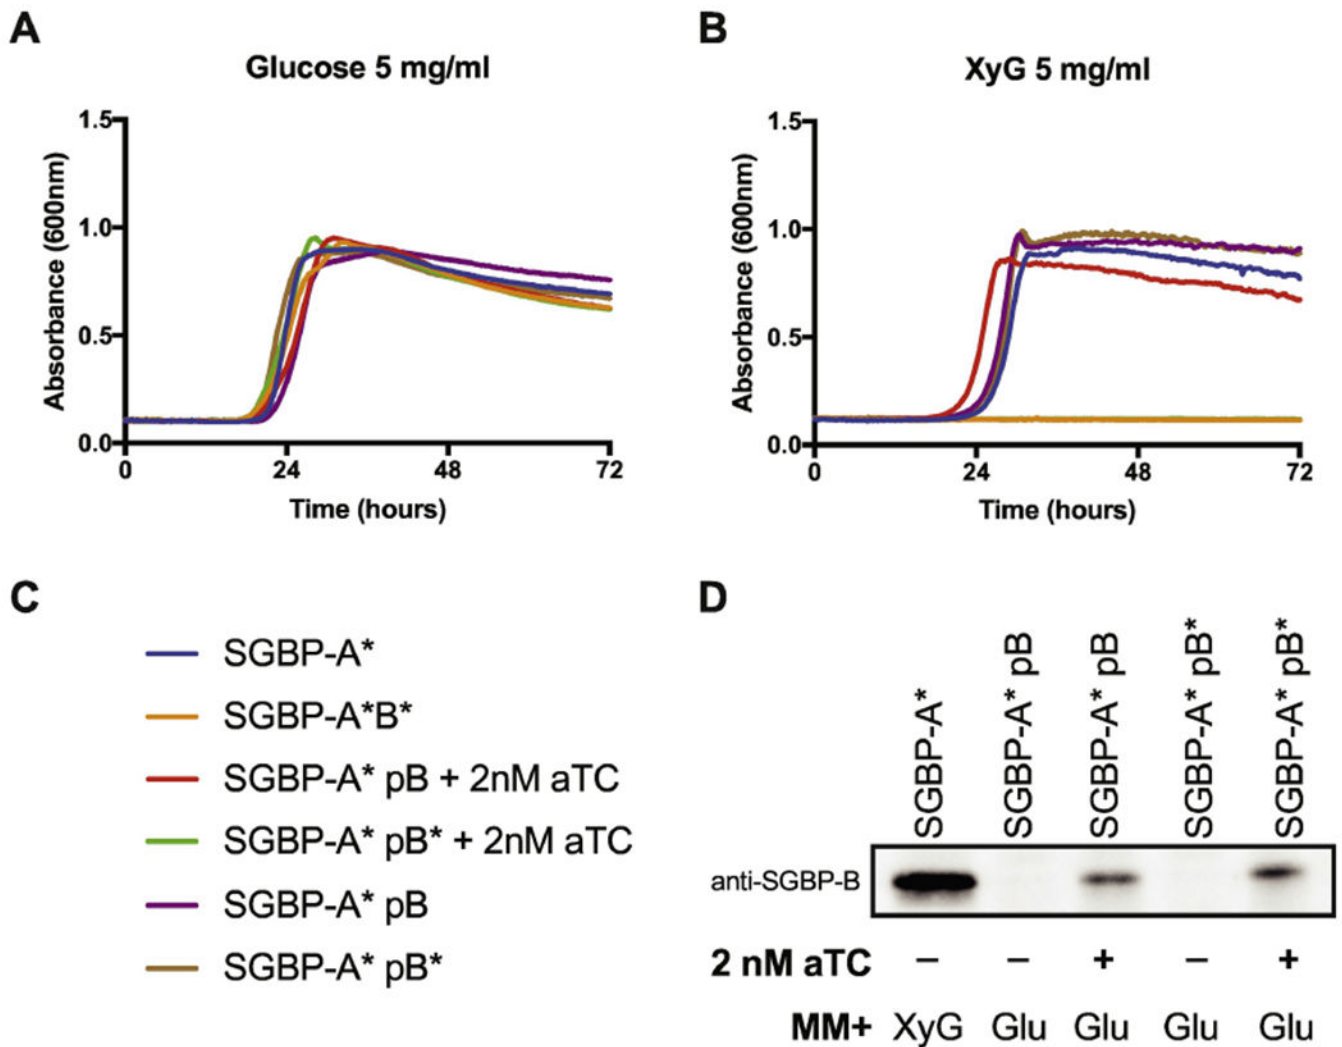 A
Glucose 5 mg/ml
1.5
1.0
0.5
0.0
Absorbance (600nm)
0 24 48 72
Time (hours)
B
XyG 5 mg/ml
1.5
1.0
0.5
0.0
Absorbance (600nm)
0 24 48 72
Time (hours)
C
SGBP-A*
SGBP-A*B*
SGBP-A* pB + 2nM aTC
SGBP-A* pB* + 2nM aTC
SGBP-A* pB
SGBP-A* pB*
D
SGBP-A*
SGBP-A* pB
SGBP-A* pB
SGBP-A* pB*
SGBP-A* pB*
anti-SGBP-B
2 nM aTC – – + – +
MM+ XyG Glu Glu Glu Glu